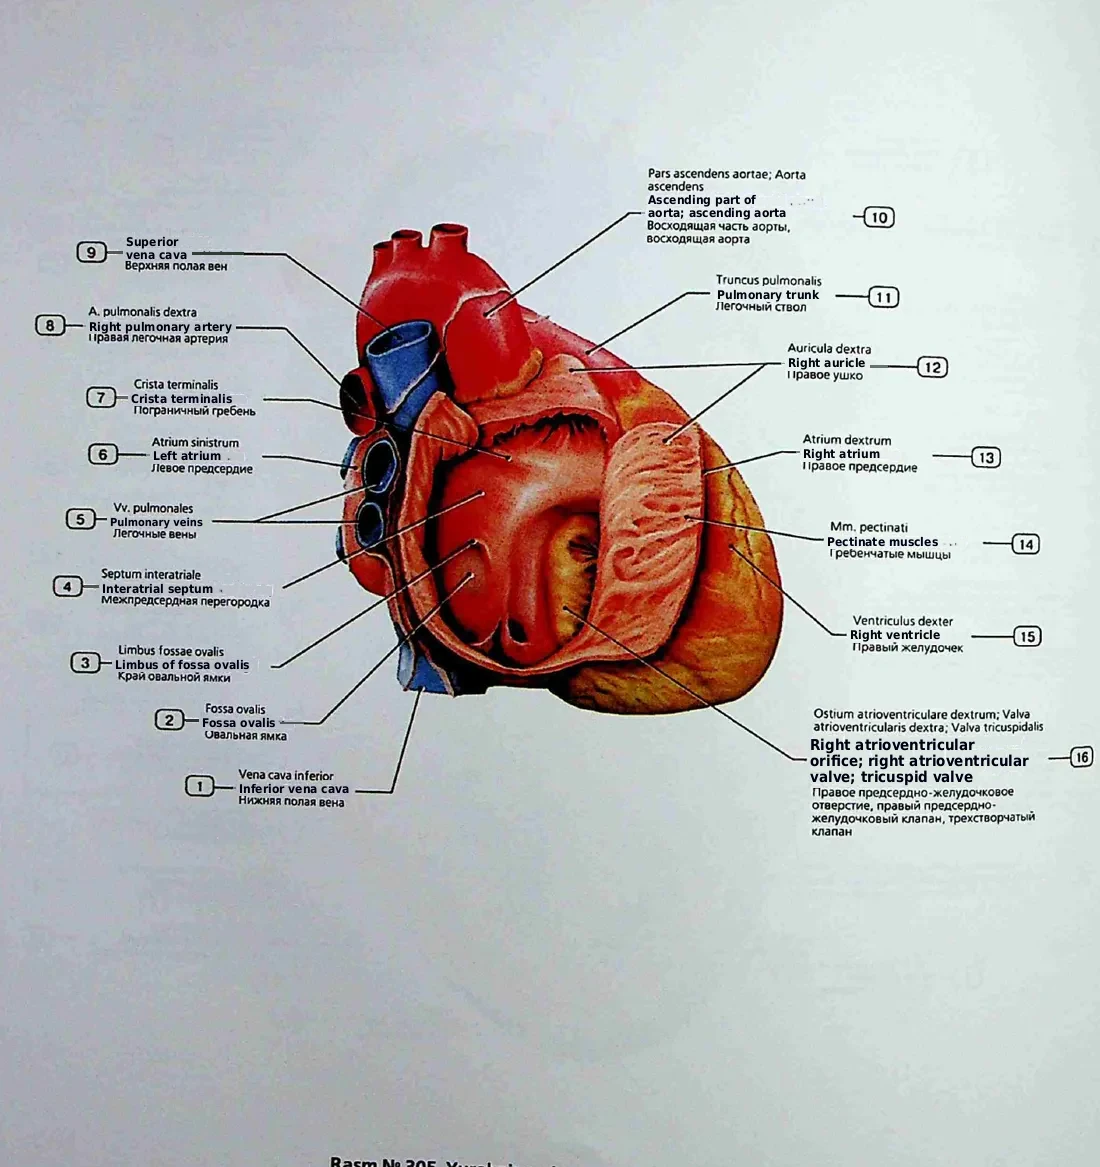 9
Superior
vena cava
Верхняя полая вен
8
A. pulmonalis dextra
Right pulmonary artery
Правая легочная артерия
7
Crista terminalis
Crista terminalis
Пограничный гребень
6
Atrium sinistrum
Left atrium
Левое предсердие
5
Vv. pulmonales
Pulmonary veins
Легочные вены
4
Septum interatriale
Interatrial septum
Межпредсердная перегородка
3
Limbus fossae ovalis
Limbus of fossa ovalis
Край овальной ямки
2
Fossa ovalis
Fossa ovalis
Овальная ямка
1
Vena cava inferior
Inferior vena cava
Нижняя полая вена
Pars ascendens aortae; Aorta
ascendens
Ascending part of
aorta; ascending aorta
Восходящая часть аорты,
восходящая аорта
10
Truncus pulmonalis
Pulmonary trunk
Легочный ствол
11
Auricula dextra
Right auricle
Правое ушко
12
Atrium dextrum
Right atrium
Правое предсердие
13
Mm. pectinati
Pectinate muscles
Гребенчатые мышцы
14
Ventriculus dexter
Right ventricle
Правый желудочек
15
Ostium atrioventriculare dextrum; Valva
atrioventricularis dextra; Valva tricuspidalis
Right atrioventricular
orifice; right atrioventricular
valve; tricuspid valve
Правое предсердно-желудочковое
отверстие, правый предсердно-
желудочковый клапан, трехстворчатый
клапан
16
Rasm № 305